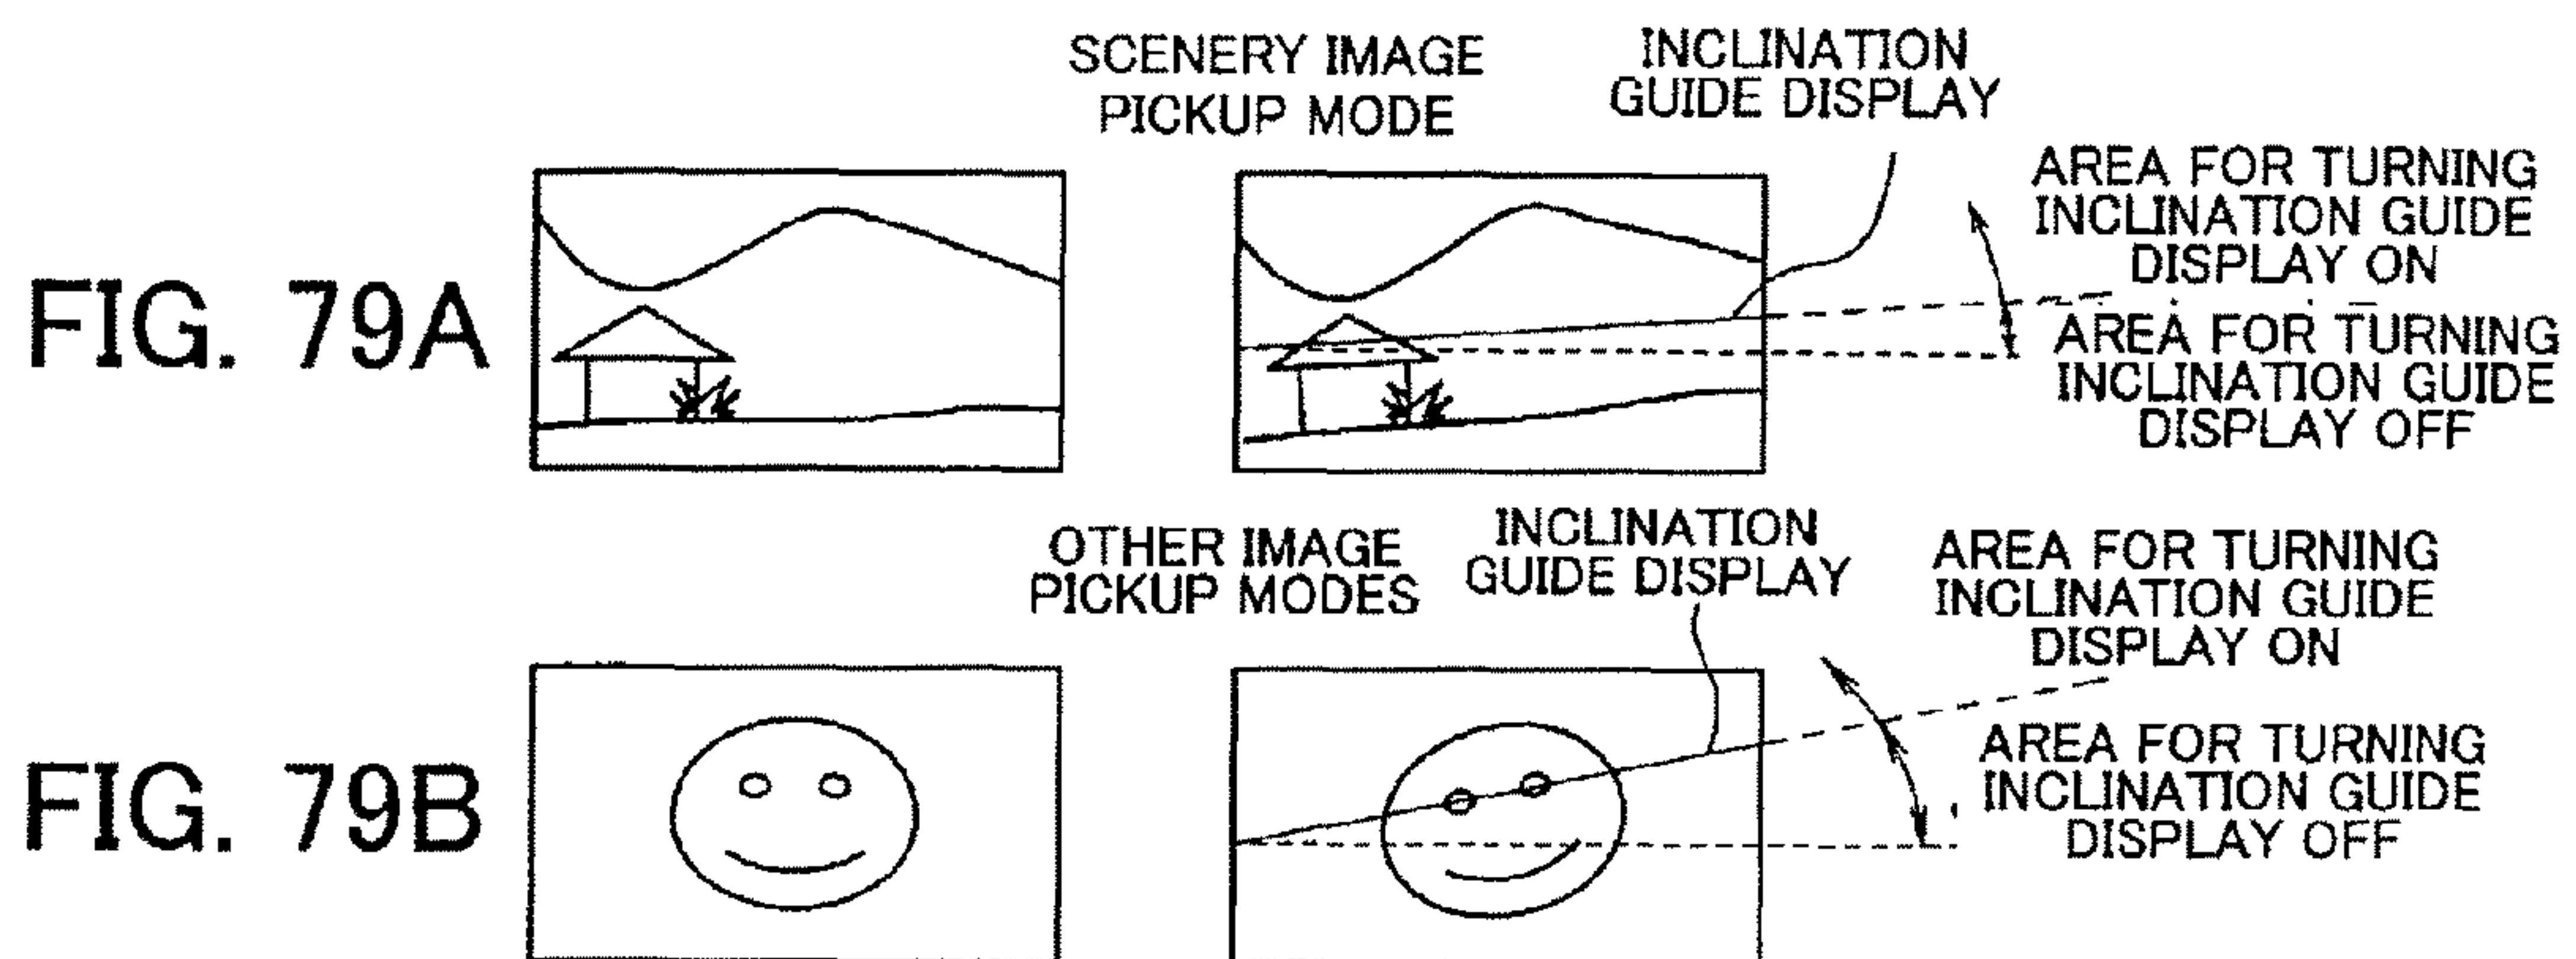 SCENERY IMAGE
PICKUP MODE
INCLINATION
GUIDE DISPLAY
AREA FOR TURNING
INCLINATION GUIDE
DISPLAY ON
FIG. 79A
AREA FOR TURNING
INCLINATION GUIDE
DISPLAY OFF
OTHER IMAGE
PICKUP MODES
INCLINATION
GUIDE DISPLAY
AREA FOR TURNING
INCLINATION GUIDE
DISPLAY ON
FIG. 79B
AREA FOR TURNING
INCLINATION GUIDE
DISPLAY OFF